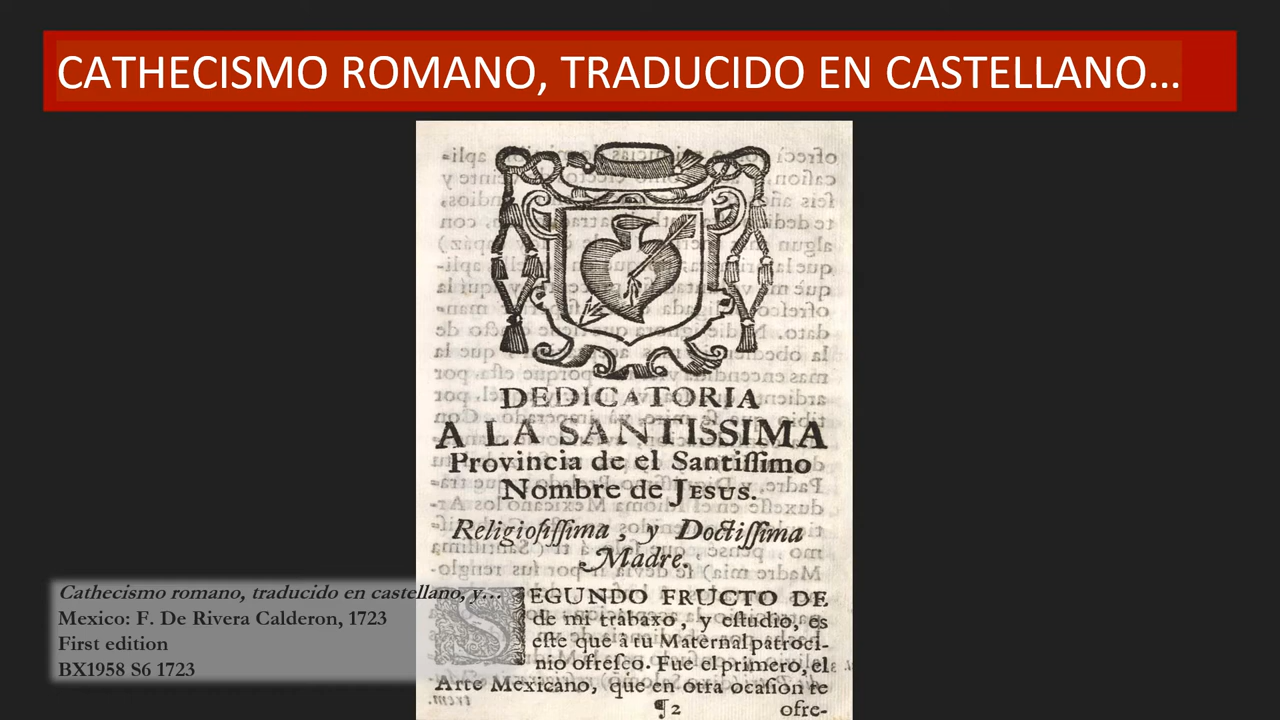 CATHECISMO ROMANO, TRADUCIDO EN CASTELLANO…
DEDICATORIA
A LA SANTISSIMA
Provincia de el Santiſſimo
Nombre de JESUS.
Religioſiſſima, y Doctiſſima
Madre.
SEGUNDO FRUCTO DE
de mi trabaxo, y eſtudio, es
eſte que â tu Maternal patroci-
nio ofreſco. Fue el primero, el
Arte Mexicano, que en otra ocaſion te
¶2 ofre-
Cathecismo romano, traducido en castellano, y…
Mexico: F. De Rivera Calderon, 1723
First edition
BX1958 S6 1723